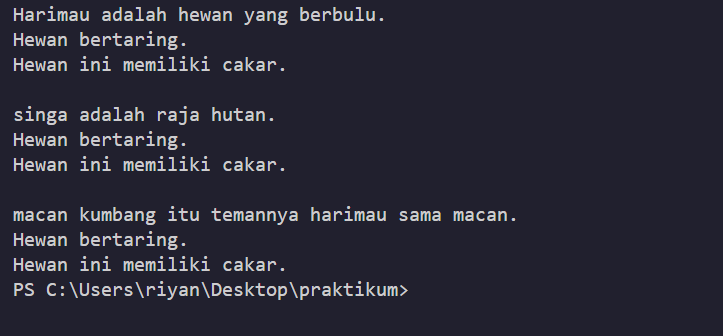 Harimau adalah hewan yang berbulu.
Hewan bertaring.
Hewan ini memiliki cakar.

singa adalah raja hutan.
Hewan bertaring.
Hewan ini memiliki cakar.

macan kumbang itu temannya harimau sama macan.
Hewan bertaring.
Hewan ini memiliki cakar.
PS C:\Users\riyan\Desktop\praktikum>